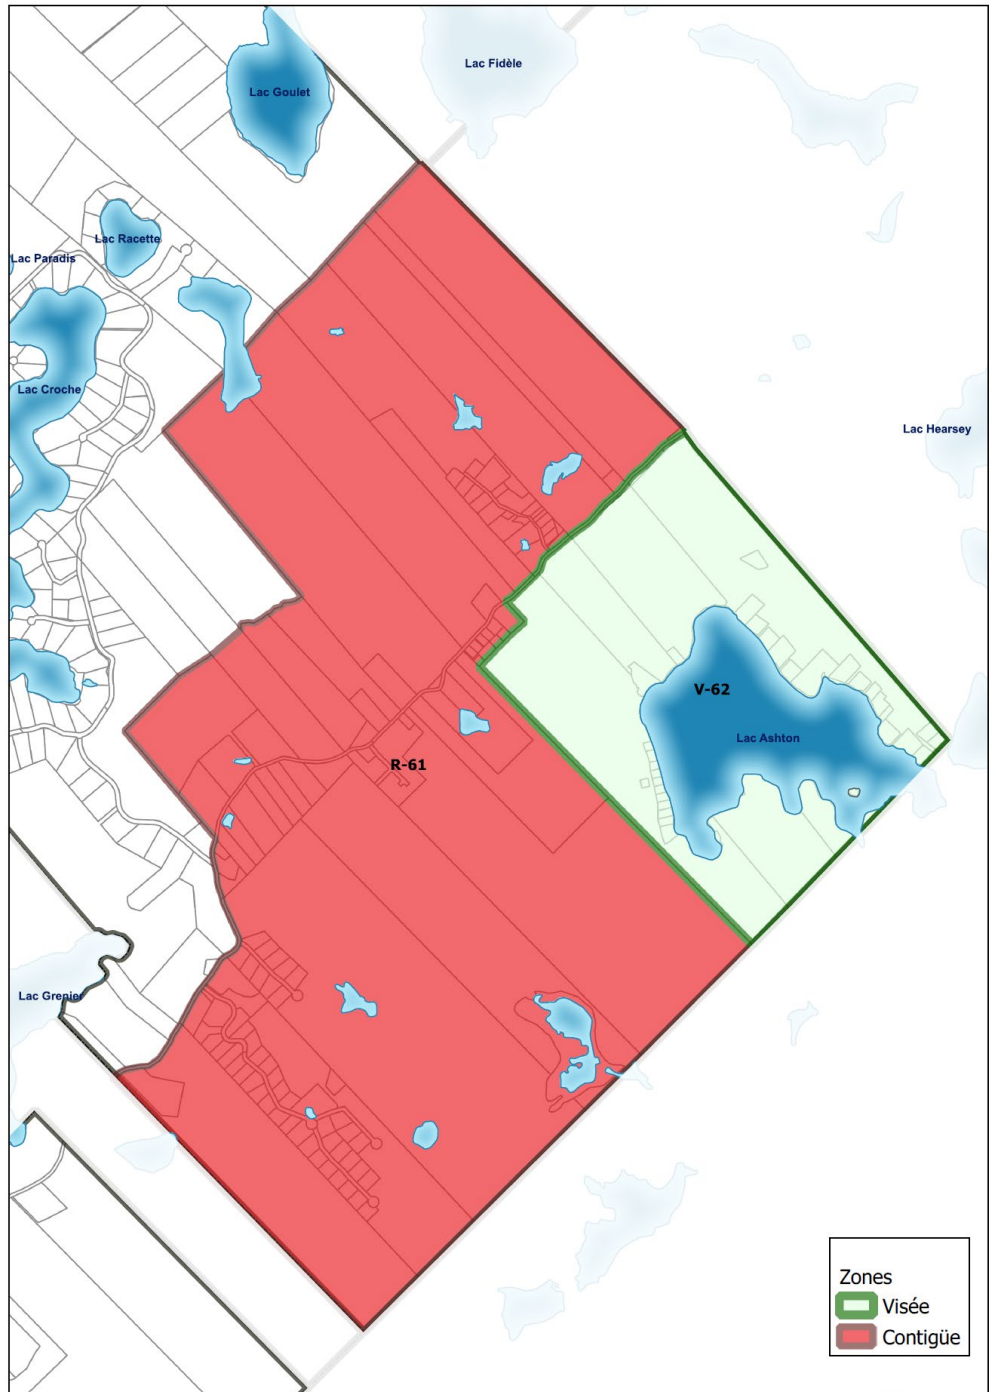 Lac Fidèle
Lac Goulet
Lac Racette
Lac Paradis
Lac Croche
Lac Hearsey
V-62
Lac Ashton
R-61
Lac Grenier
Zones
Visée
Contigüe